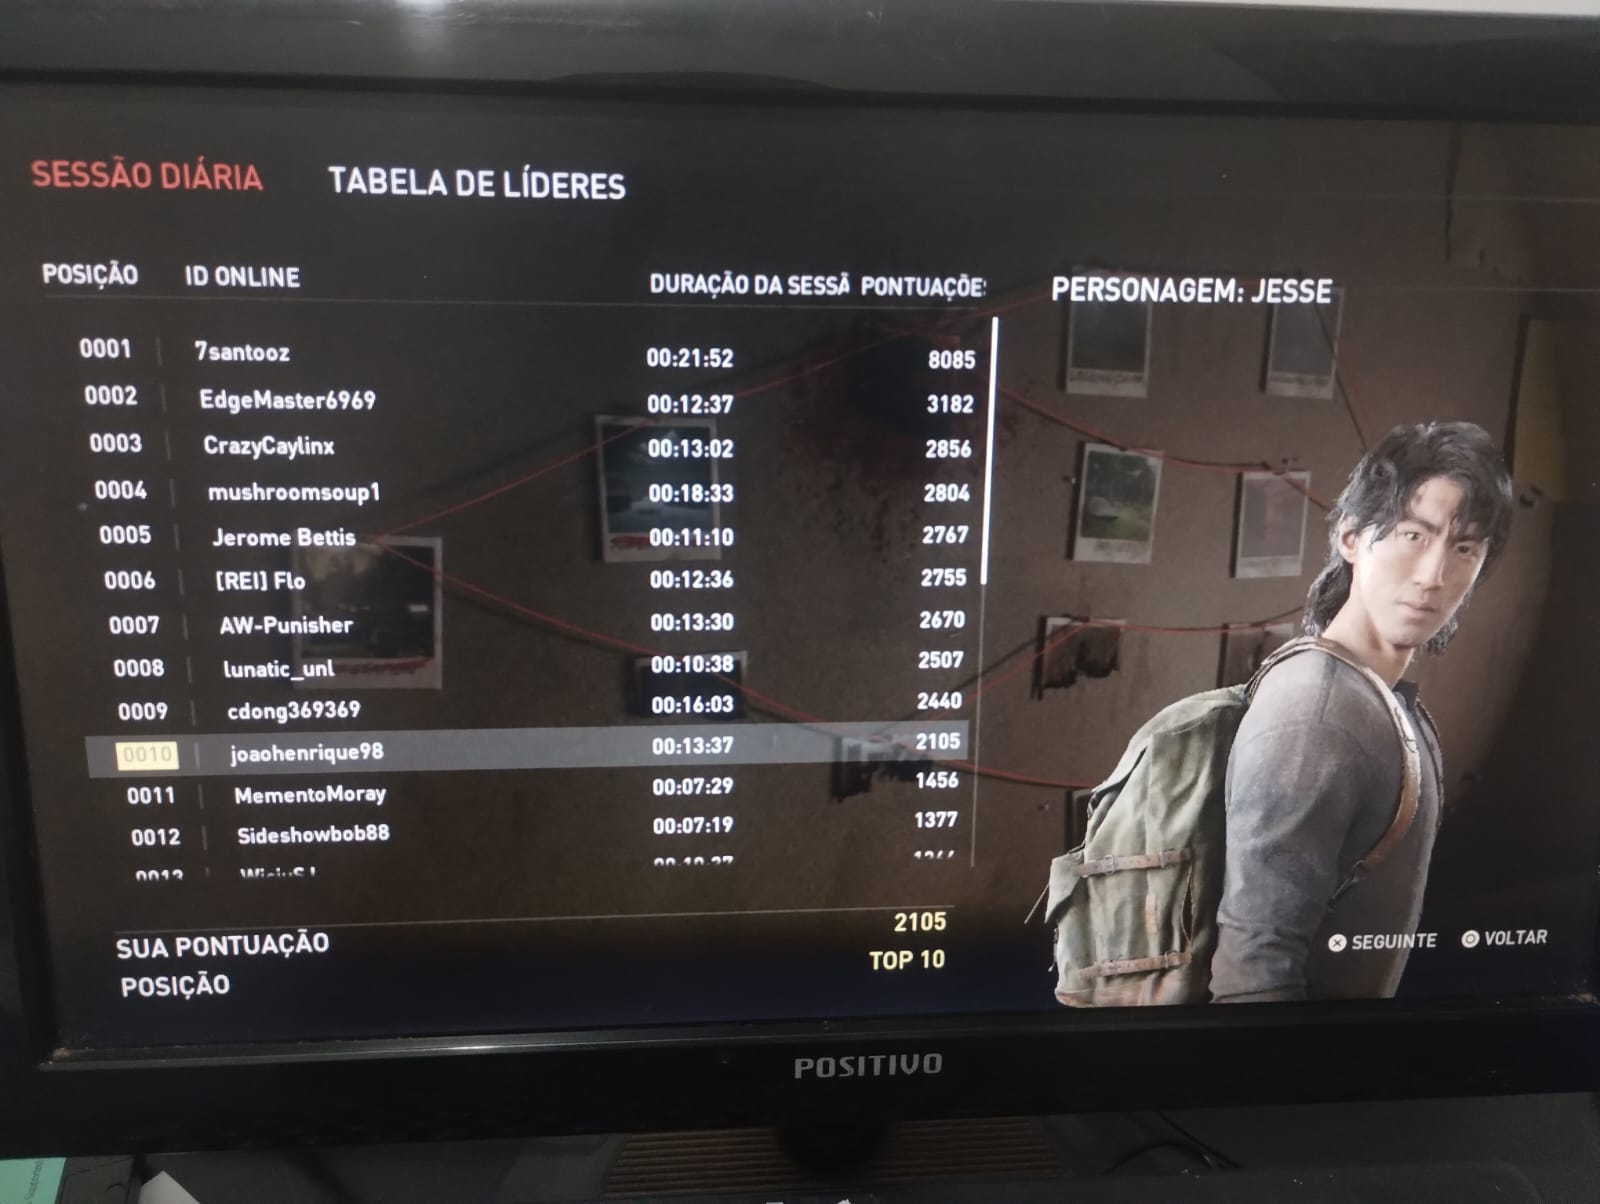 SESSÃO DIÁRIA TABELA DE LÍDERES
POSIÇÃO ID ONLINE DURAÇÃO DA SESSÃ PONTUAÇÕE
PERSONAGEM: JESSE
0001 7santooz 00:21:52 8085
0002 EdgeMaster6969 00:12:37 3182
0003 CrazyCaylinx 00:13:02 2856
0004 mushroomsoup1 00:18:33 2804
0005 Jerome Bettis 00:11:10 2767
0006 [REI] Flo 00:12:36 2755
0007 AW-Punisher 00:13:30 2670
0008 lunatic_unl 00:10:38 2507
0009 cdong369369 00:16:03 2440
0010 joaohenrique98 00:13:37 2105
0011 MementoMoray 00:07:29 1456
0012 Sideshowbob88 00:07:19 1377
SUA PONTUAÇÃO 2105
POSIÇÃO TOP 10
SEGUINTE VOLTAR
POSITIVO